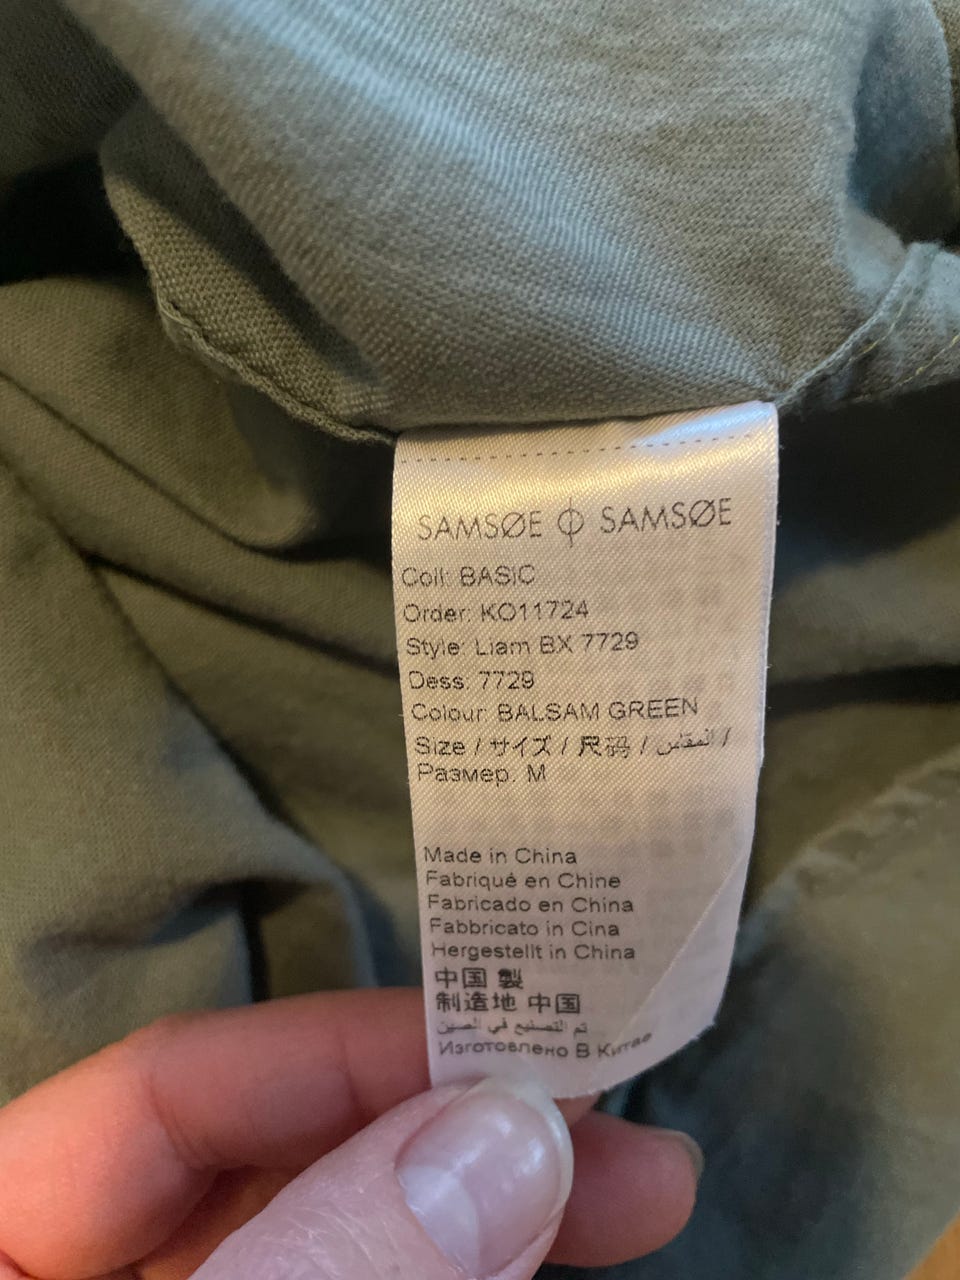 SAMSØE ϕ SAMSØE
Coll: BASIC
Order: KO11724
Style: Liam BX 7729
Dess: 7729
Colour: BALSAM GREEN
Size / サイズ / 尺码 / المقاس /
Размер: M
Made in China
Fabriqué en Chine
Fabricado en China
Fabbricato in Cina
Hergestellt in China
中国 製
制造地 中国
تم التصنيع في الصين
Изготовлено В Китае